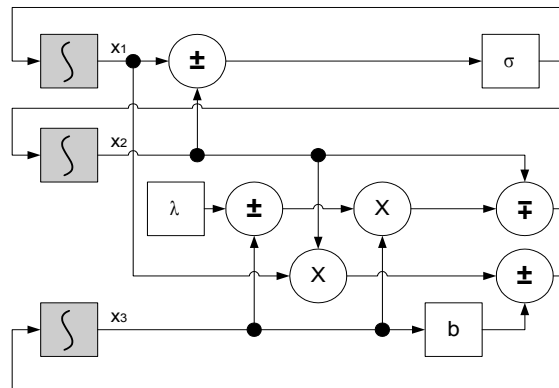 ∫ x₁ ± σ
∫ x₂
λ ± X ∓
X ±
∫ x₃ b